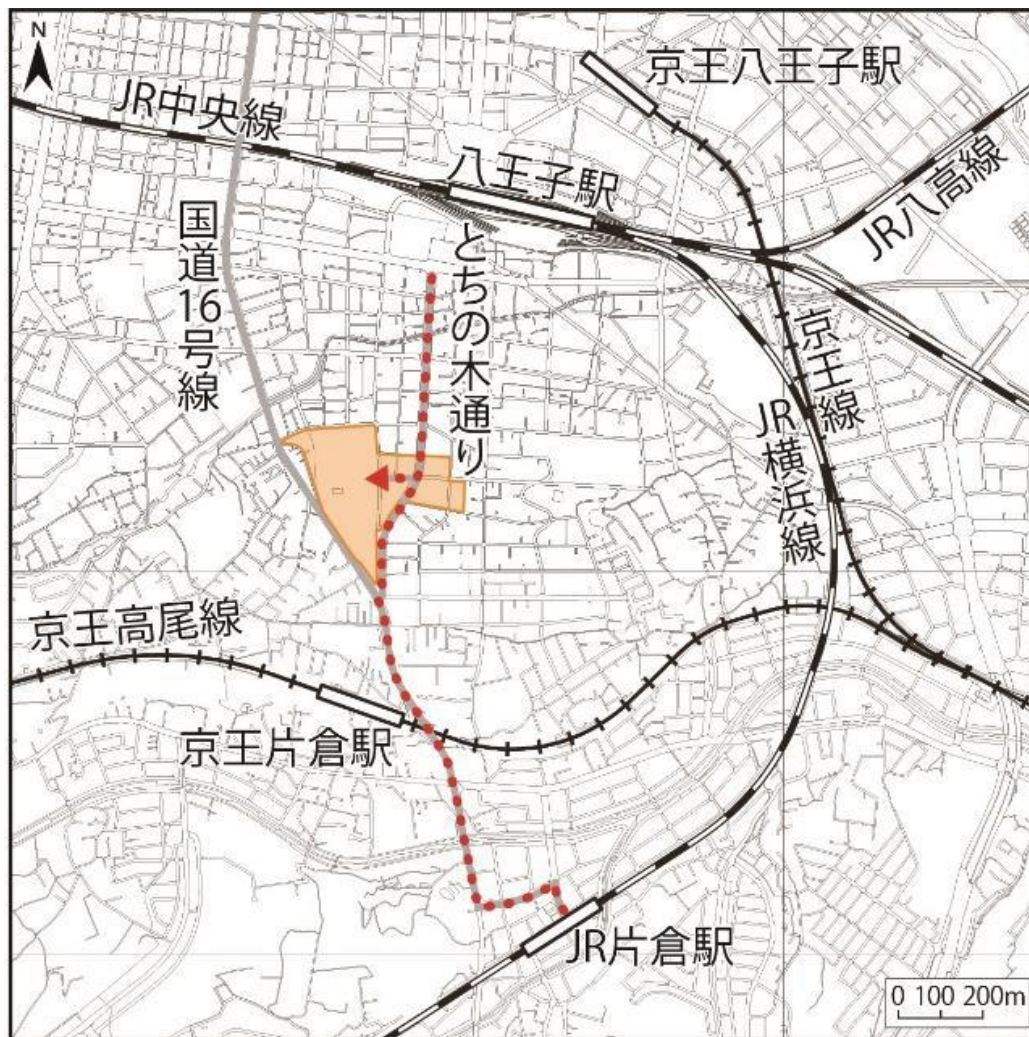 N
京王八王子駅
JR中央線
八王子駅
JR八高線
国道16号線
とちの木通り
京王線
JR横浜線
京王高尾線
京王片倉駅
JR片倉駅
0 100 200m